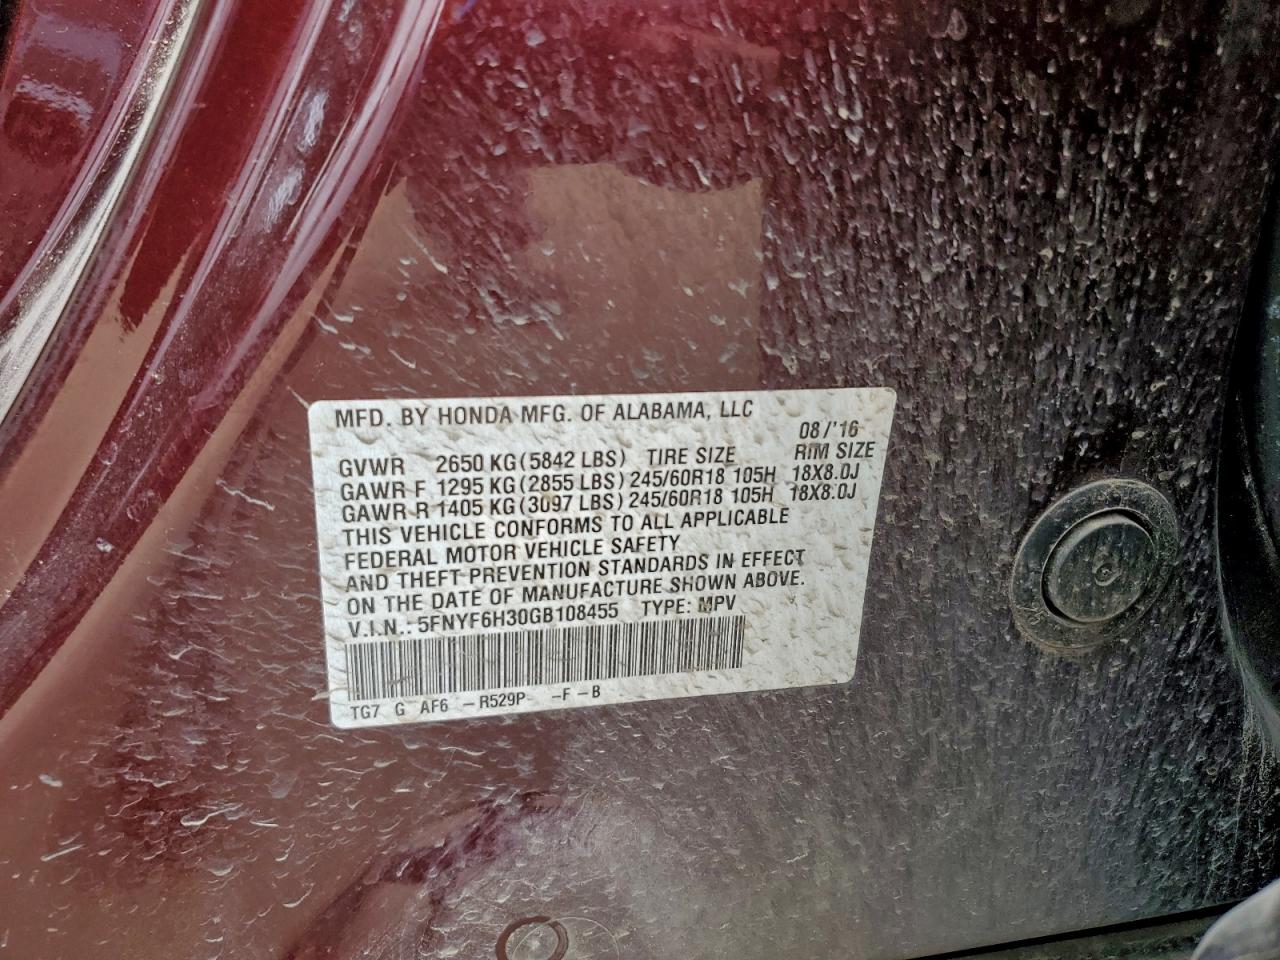 MFD. BY HONDA MFG. OF ALABAMA, LLC
08/'16
GVWR 2650 KG(5842 LBS) TIRE SIZE RIM SIZE
GAWR F 1295 KG(2855 LBS) 245/60R18 105H 18X8.0J
GAWR R 1405 KG(3097 LBS) 245/60R18 105H 18X8.0J
THIS VEHICLE CONFORMS TO ALL APPLICABLE
FEDERAL MOTOR VEHICLE SAFETY
AND THEFT PREVENTION STANDARDS IN EFFECT
ON THE DATE OF MANUFACTURE SHOWN ABOVE.
V.I.N.: 5FNYF6H30GB108455 TYPE: MPV
TG7 G AF6 -R529P -F -B